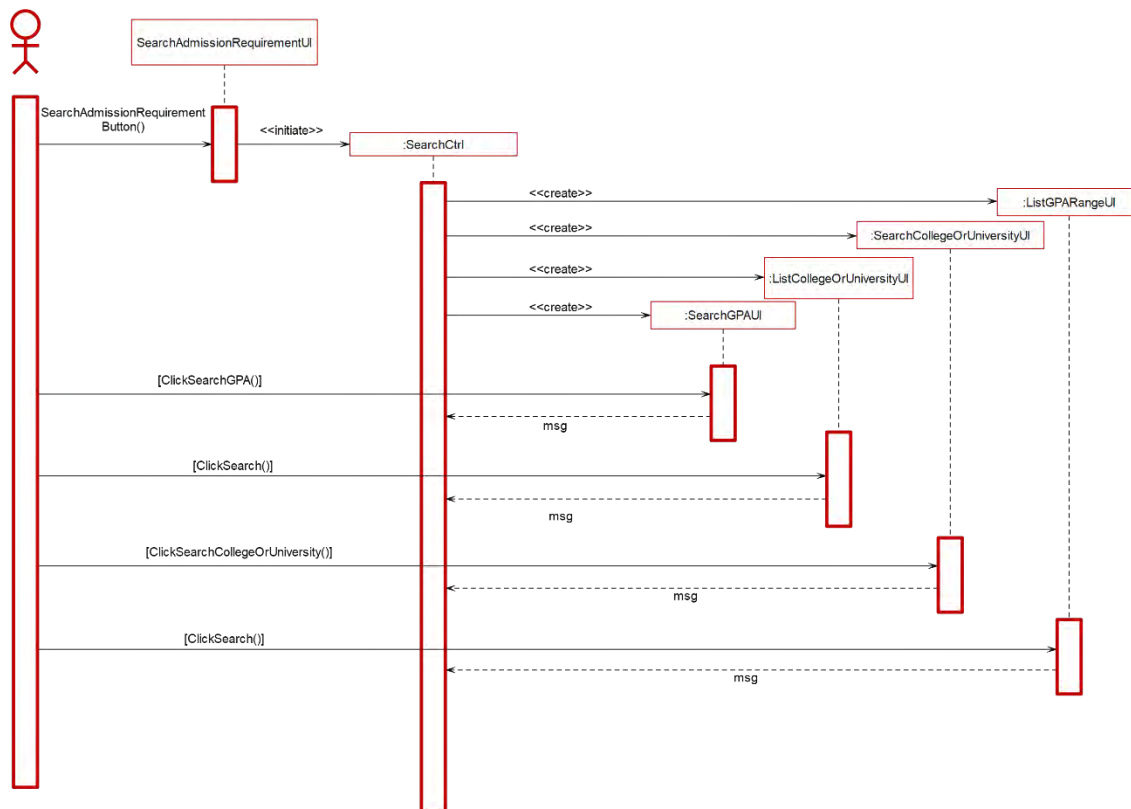 SearchAdmissionRequirementUI
SearchAdmissionRequirement
Button()
<<initiate>>
:SearchCtrl
<<create>>
:ListGPARangeUI
<<create>>
:SearchCollegeOrUniversityUI
<<create>>
:ListCollegeOrUniversityUI
<<create>>
:SearchGPAUI
[ClickSearchGPA()]
msg
[ClickSearch()]
msg
[ClickSearchCollegeOrUniversity()]
msg
[ClickSearch()]
msg